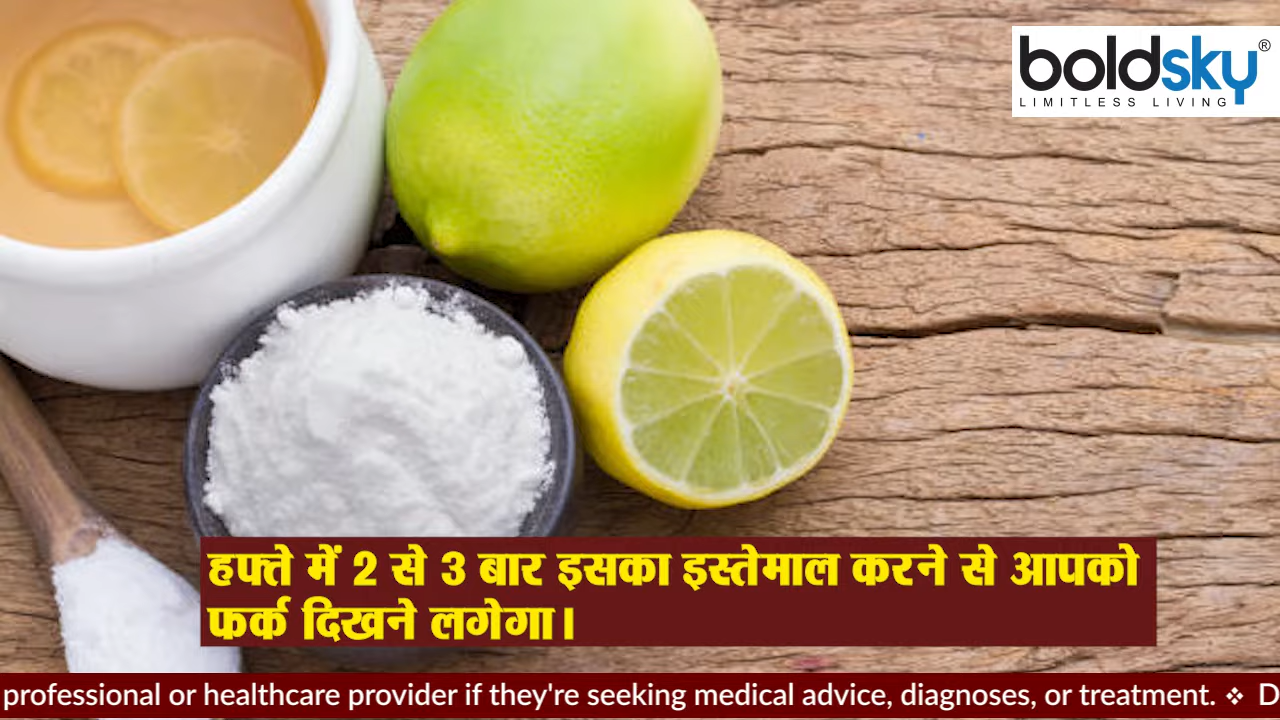 boldsky®
LIMITLESS LIVING
हफ्ते में 2 से 3 बार इसका इस्तेमाल करने से आपको
फर्क दिखने लगेगा।
professional or healthcare provider if they're seeking medical advice, diagnoses, or treatment. ❖ D